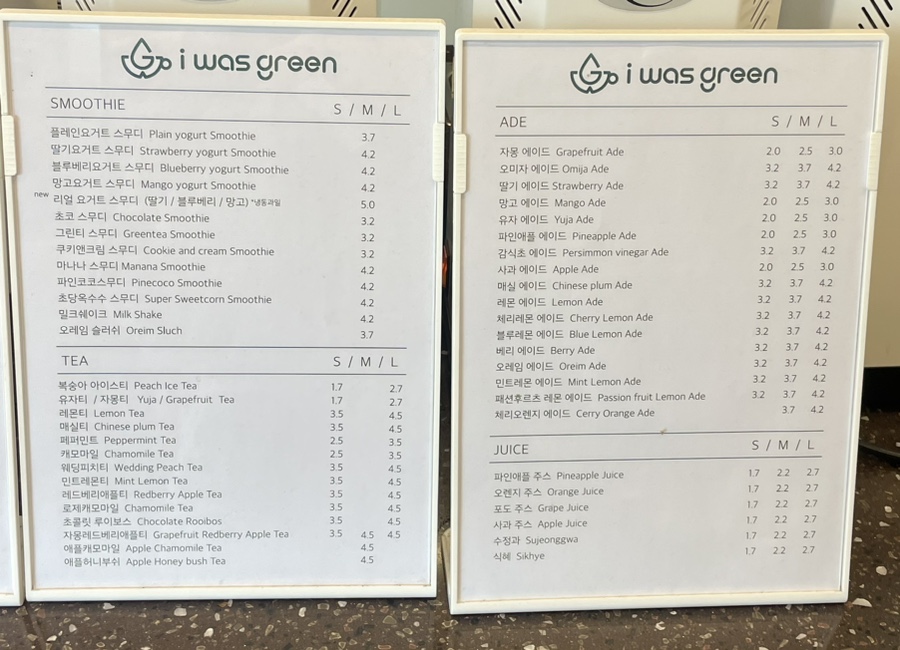 i was green
SMOOTHIE S / M / L
플레인요거트 스무디 Plain yogurt Smoothie 3.7
딸기요거트 스무디 Strawberry yogurt Smoothie 4.2
블루베리요거트 스무디 Blueberry yogurt Smoothie 4.2
망고요거트 스무디 Mango yogurt Smoothie 4.2
new 리얼 요거트 스무디 (딸기 / 블루베리 / 망고) *냉동과일 5.0
초코 스무디 Chocolate Smoothie 3.2
그린티 스무디 Greentea Smoothie 3.2
쿠키앤크림 스무디 Cookie and cream Smoothie 3.2
마나나 스무디 Manana Smoothie 4.2
파인코코스무디 Pinecoco Smoothie 4.2
초당옥수수 스무디 Super Sweetcorn Smoothie 4.2
밀크쉐이크 Milk Shake 4.2
오레임 슬러쉬 Oreim Sluch 3.7
TEA S / M / L
복숭아 아이스티 Peach Ice Tea 1.7 2.7
유자티 / 자몽티 Yuja / Grapefruit Tea 1.7 2.7
레몬티 Lemon Tea 3.5 4.5
매실티 Chinese plum Tea 3.5 4.5
페퍼민트 Peppermint Tea 2.5 3.5
캐모마일 Chamomile Tea 2.5 3.5
웨딩피치티 Wedding Peach Tea 3.5 4.5
민트레몬티 Mint Lemon Tea 3.5 4.5
레드베리애플티 Redberry Apple Tea 3.5 4.5
로제캐모마일 Chamomile Tea 3.5 4.5
초콜릿 루이보스 Chocolate Rooibos 3.5 4.5
자몽레드베리애플티 Grapefruit Redberry Apple Tea 3.5 4.5 4.5
애플캐모마일 Apple Chamomile Tea 4.5
애플허니부쉬 Apple Honey bush Tea 4.5
i was green
ADE S / M / L
자몽 에이드 Grapefruit Ade 2.0 2.5 3.0
오미자 에이드 Omija Ade 3.2 3.7 4.2
딸기 에이드 Strawberry Ade 3.2 3.7 4.2
망고 에이드 Mango Ade 2.0 2.5 3.0
유자 에이드 Yuja Ade 2.0 2.5 3.0
파인애플 에이드 Pineapple Ade 2.0 2.5 3.0
감식초 에이드 Persimmon vinegar Ade 3.2 3.7 4.2
사과 에이드 Apple Ade 2.0 2.5 3.0
매실 에이드 Chinese plum Ade 3.2 3.7 4.2
레몬 에이드 Lemon Ade 3.2 3.7 4.2
체리레몬 에이드 Cherry Lemon Ade 3.2 3.7 4.2
블루레몬 에이드 Blue Lemon Ade 3.2 3.7 4.2
베리 에이드 Berry Ade 3.2 3.7 4.2
오레임 에이드 Oreim Ade 3.2 3.7 4.2
민트레몬 에이드 Mint Lemon Ade 3.2 3.7 4.2
패션후르츠 레몬 에이드 Passion fruit Lemon Ade 3.2 3.7 4.2
체리오렌지 에이드 Cerry Orange Ade 3.7 4.2
JUICE S / M / L
파인애플 주스 Pineapple Juice 1.7 2.2 2.7
오렌지 주스 Orange Juice 1.7 2.2 2.7
포도 주스 Grape Juice 1.7 2.2 2.7
사과 주스 Apple Juice 1.7 2.2 2.7
수정과 Sujeonggwa 1.7 2.2 2.7
식혜 Sikhye 1.7 2.2 2.7